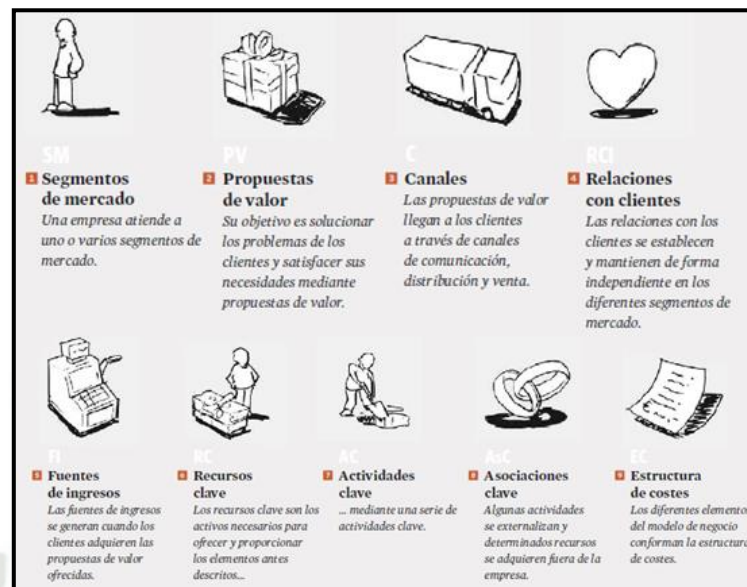 SM
1 Segmentos
de mercado
Una empresa atiende a
uno o varios segmentos de
mercado.
PV
2 Propuestas
de valor
Su objetivo es solucionar
los problemas de los
clientes y satisfacer sus
necesidades mediante
propuestas de valor.
C
3 Canales
Las propuestas de valor
llegan a los clientes
a través de canales
de comunicación,
distribución y venta.
RCl
4 Relaciones
con clientes
Las relaciones con los
clientes se establecen
y mantienen de forma
independiente en los
diferentes segmentos de
mercado.
FI
5 Fuentes
de ingresos
Las fuentes de ingresos
se generan cuando los
clientes adquieren las
propuestas de valor
ofrecidas.
RC
6 Recursos
clave
Los recursos clave son los
activos necesarios para
ofrecer y proporcionar
los elementos antes
descritos...
AC
7 Actividades
clave
... mediante una serie de
actividades clave.
AsC
8 Asociaciones
clave
Algunas actividades
se externalizan y
determinados recursos
se adquieren fuera de la
empresa.
EC
9 Estructura
de costes
Los diferentes elemento
del modelo de negocio
conforman la estructura
de costes.